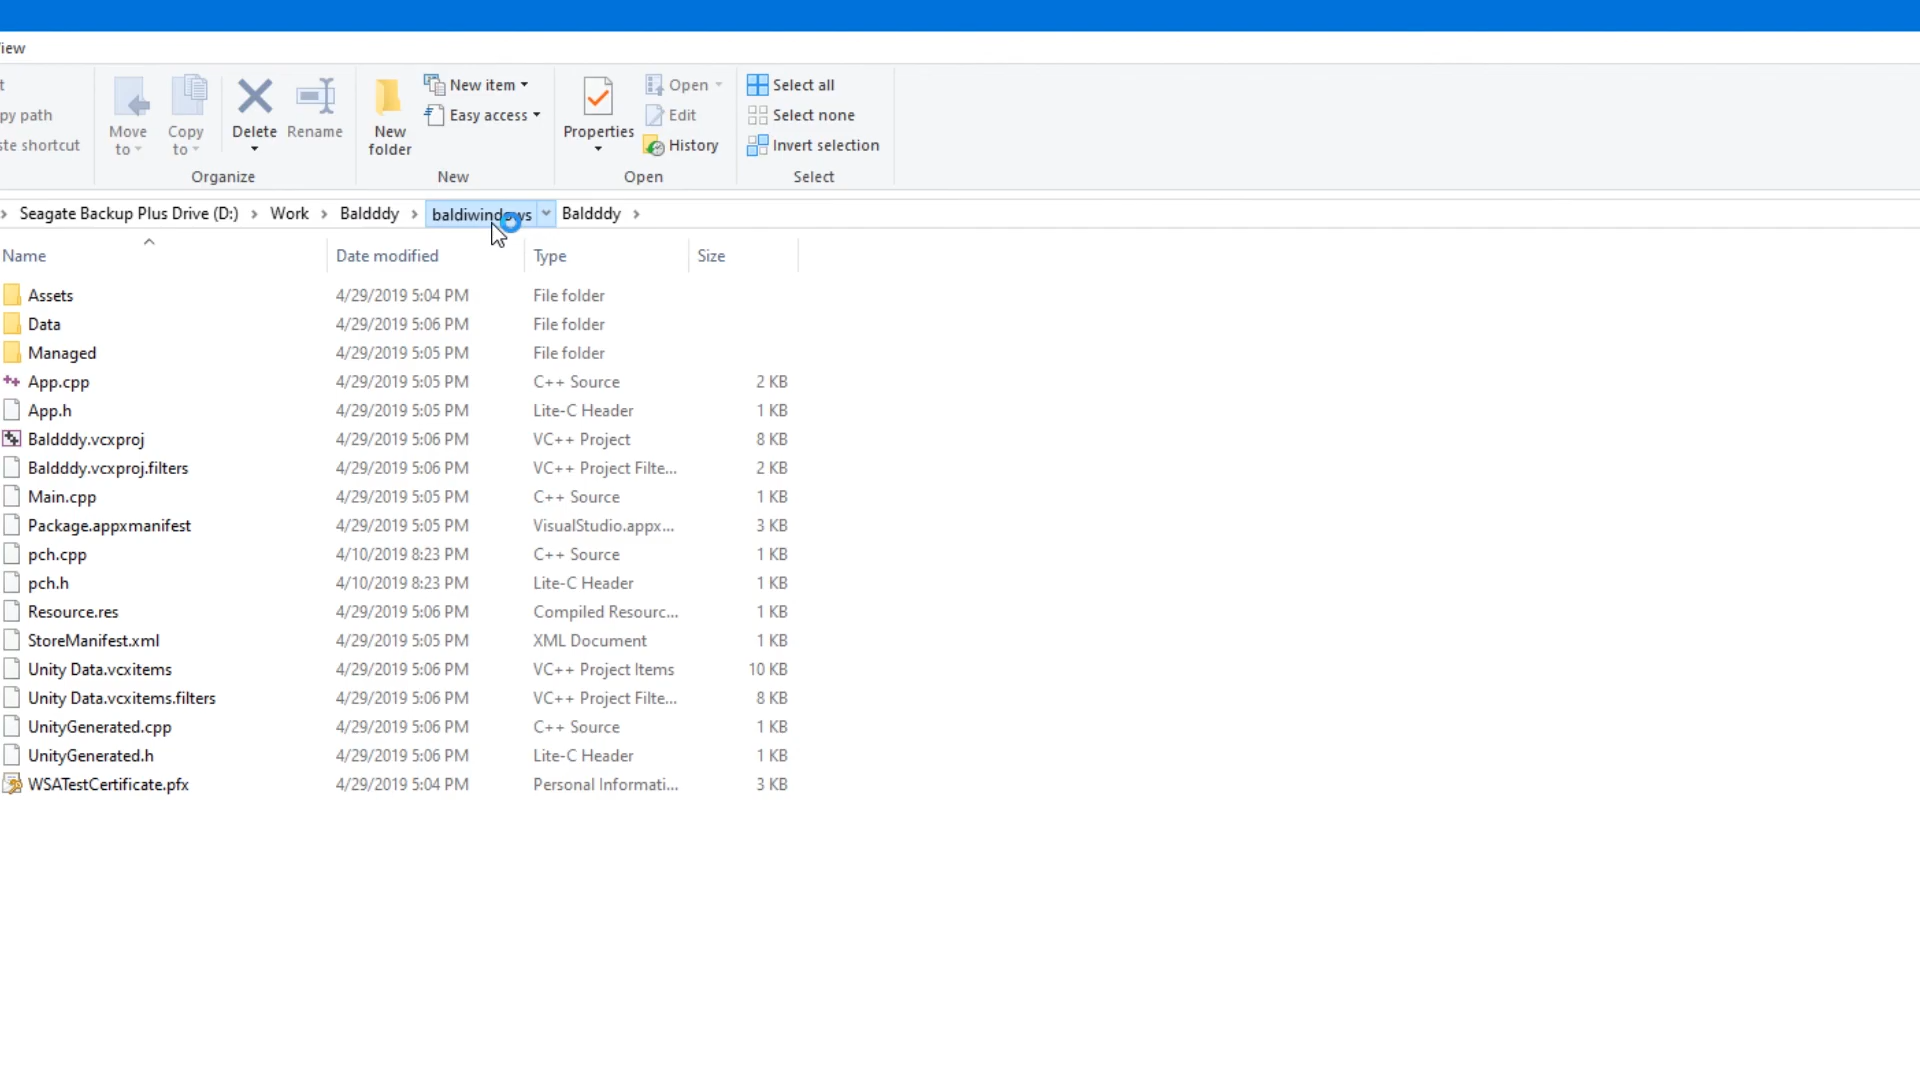 iew
t
py path
ste shortcut
Move to
Copy to
Delete
Rename
Organize
New folder
New item
Easy access
New
Properties
Open
Edit
History
Open
Select all
Select none
Invert selection
Select
Seagate Backup Plus Drive (D:) > Work > Baldddy > baldiwindows Baldddy >
Name Date modified Type Size
Assets 4/29/2019 5:04 PM File folder
Data 4/29/2019 5:06 PM File folder
Managed 4/29/2019 5:05 PM File folder
App.cpp 4/29/2019 5:05 PM C++ Source 2 KB
App.h 4/29/2019 5:05 PM Lite-C Header 1 KB
Baldddy.vcxproj 4/29/2019 5:06 PM VC++ Project 8 KB
Baldddy.vcxproj.filters 4/29/2019 5:06 PM VC++ Project Filte... 2 KB
Main.cpp 4/29/2019 5:05 PM C++ Source 1 KB
Package.appxmanifest 4/29/2019 5:05 PM VisualStudio.appx... 3 KB
pch.cpp 4/10/2019 8:23 PM C++ Source 1 KB
pch.h 4/10/2019 8:23 PM Lite-C Header 1 KB
Resource.res 4/29/2019 5:06 PM Compiled Resourc... 1 KB
StoreManifest.xml 4/29/2019 5:05 PM XML Document 1 KB
Unity Data.vcxitems 4/29/2019 5:06 PM VC++ Project Items 10 KB
Unity Data.vcxitems.filters 4/29/2019 5:06 PM VC++ Project Filte... 8 KB
UnityGenerated.cpp 4/29/2019 5:06 PM C++ Source 1 KB
UnityGenerated.h 4/29/2019 5:06 PM Lite-C Header 1 KB
WSATestCertificate.pfx 4/29/2019 5:04 PM Personal Informati... 3 KB